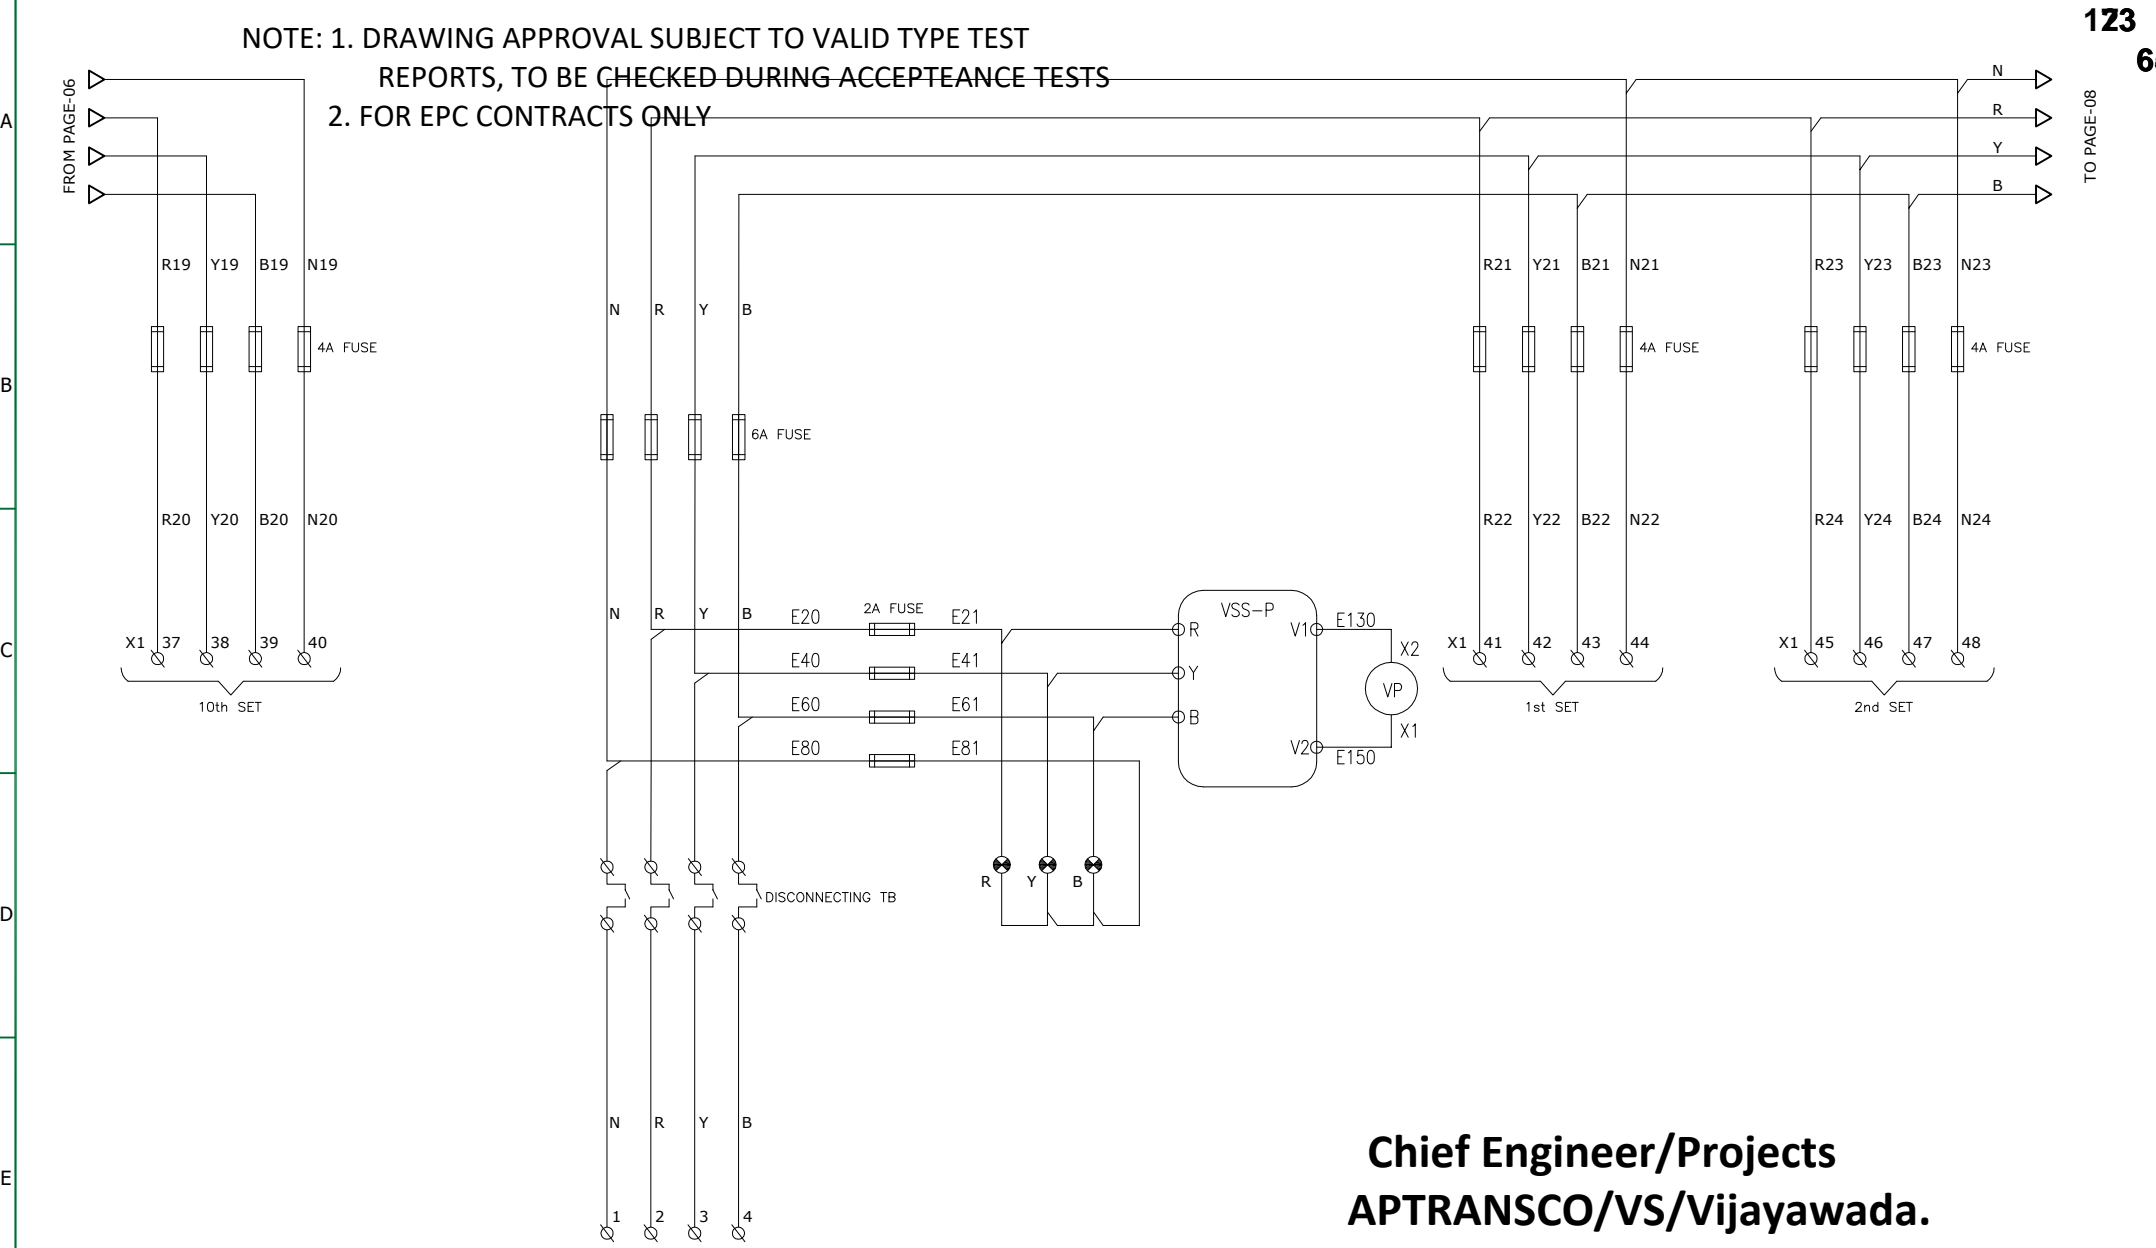 123
NOTE: 1. DRAWING APPROVAL SUBJECT TO VALID TYPE TEST
REPORTS, TO BE CHECKED DURING ACCEPTEANCE TESTS
2. FOR EPC CONTRACTS ONLY
FROM PAGE-06
N
R
Y
B
TO PAGE-08
A
B
C
D
E
R19 Y19 B19 N19
4A FUSE
R20 Y20 B20 N20
X1 37 38 39 40
10th SET
N R Y B
6A FUSE
N R Y B
E20 2A FUSE E21
E40 E41
E60 E61
E80 E81
VSS-P
R V1 E130
Y
B
V2 E150
X2
VP
X1
R21 Y21 B21 N21
4A FUSE
R22 Y22 B22 N22
X1 41 42 43 44
1st SET
R23 Y23 B23 N23
4A FUSE
R24 Y24 B24 N24
X1 45 46 47 48
2nd SET
R Y B
DISCONNECTING TB
N R Y B
1 2 3 4
Chief Engineer/Projects
APTRANSCO/VS/Vijayawada.